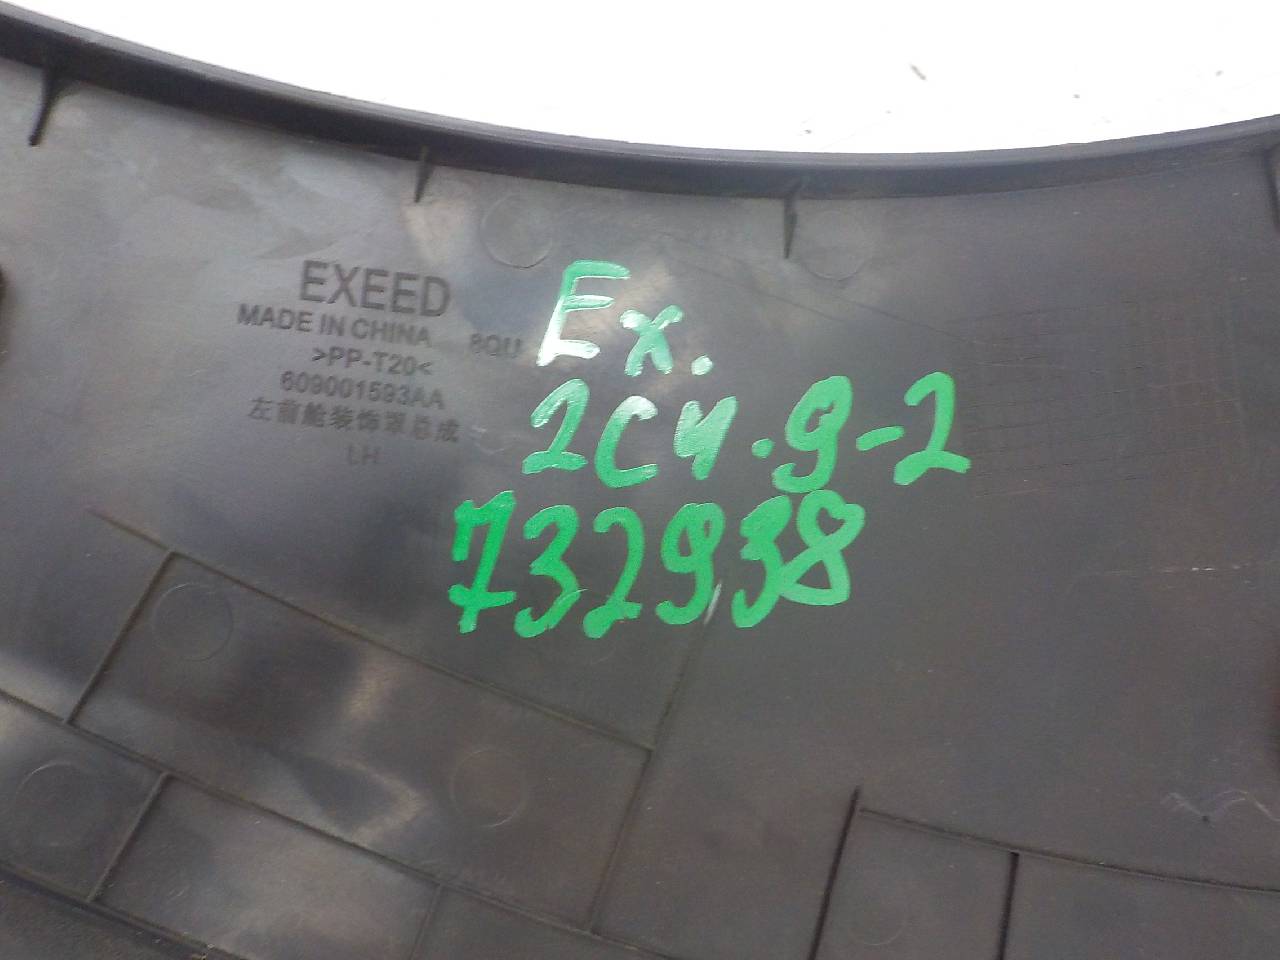 EXEED
MADE IN CHINA 8QU
>PP-T20<
609001593AA
左前舱装饰罩总成
LH
Ex.
2C4.9-2
732938